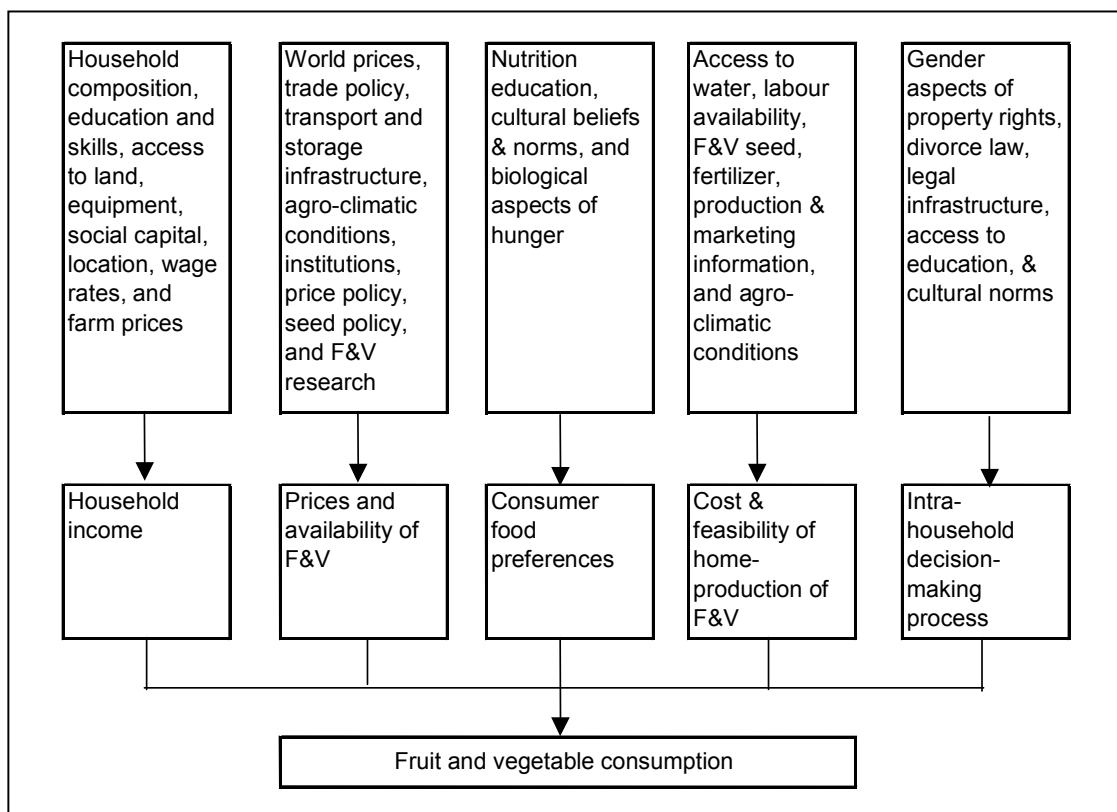 Household
composition,
education and
skills, access
to land,
equipment,
social capital,
location, wage
rates, and
farm prices
World prices,
trade policy,
transport and
storage
infrastructure,
agro-climatic
conditions,
institutions,
price policy,
seed policy,
and F&V
research
Nutrition
education,
cultural beliefs
& norms, and
biological
aspects of
hunger
Access to
water, labour
availability,
F&V seed,
fertilizer,
production &
marketing
information,
and agro-
climatic
conditions
Gender
aspects of
property rights,
divorce law,
legal
infrastructure,
access to
education, &
cultural norms
Household
income
Prices and
availability of
F&V
Consumer
food
preferences
Cost &
feasibility of
home-
production of
F&V
Intra-
household
decision-
making
process
Fruit and vegetable consumption